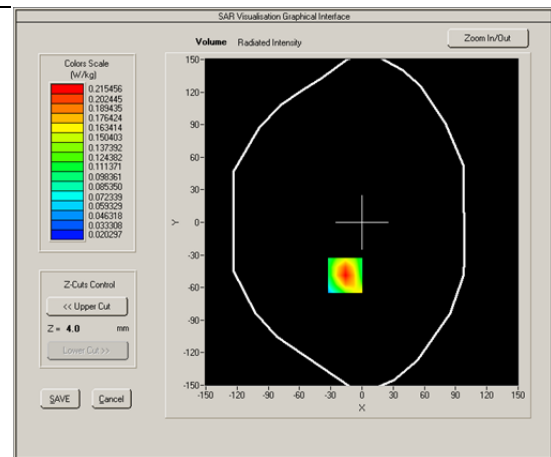 SAR Visualisation Graphical Interface
Volume Radiated Intensity
Zoom In/Out
Colors Scale
(W/kg)
0.215456
0.202445
0.189435
0.176424
0.163414
0.150403
0.137392
0.124382
0.111371
0.098361
0.085350
0.072339
0.059329
0.046318
0.033308
0.020297
Z-Cuts Control
<< Upper Cut
Z = 4.0 mm
Lower Cut >>
SAVE Cancel
150
120
90
60
30
0
-30
-60
-90
-120
-150
Y
-150 -120 -90 -60 -30 0 30 60 90 120 150
X